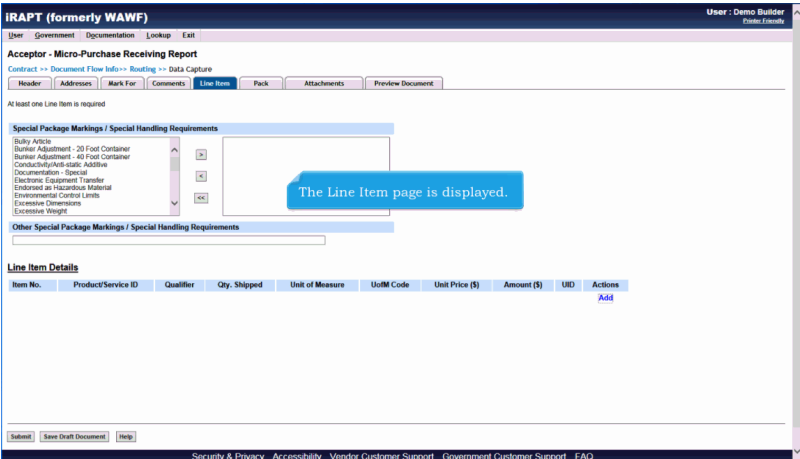 iRAPT (formerly WAWF)
User : Demo Builder
Printer Friendly
User Government Documentation Lookup Exit
Acceptor - Micro-Purchase Receiving Report
Contract >> Document Flow Info>> Routing >> Data Capture
Header Addresses Mark For Comments Line Item Pack Attachments Preview Document
At least one Line Item is required
Special Package Markings / Special Handling Requirements
Bulky Article
Bunker Adjustment - 20 Foot Container
Bunker Adjustment - 40 Foot Container
Conductivity/Anti-static Additive
Documentation - Special
Electronic Equipment Transfer
Endorsed as Hazardous Material
Environmental Control Limits
Excessive Dimensions
Excessive Weight
>
<
<<
The Line Item page is displayed.
Other Special Package Markings / Special Handling Requirements
Line Item Details
Item No. Product/Service ID Qualifier Qty. Shipped Unit of Measure UofM Code Unit Price ($) Amount ($) UID Actions
Add
Submit Save Draft Document Help
Security & Privacy Accessibility Vendor Customer Support Government Customer Support FAQ